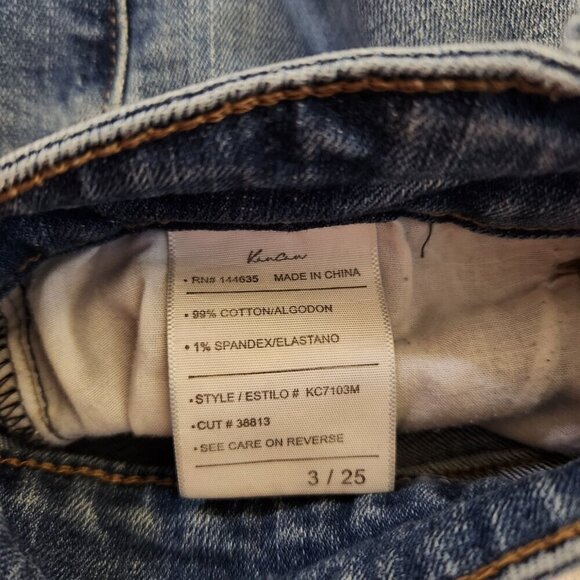 KanCan
• RN# 144635 MADE IN CHINA
• 99% COTTON/ALGODON
• 1% SPANDEX/ELASTANO
•STYLE / ESTILO # KC7103M
•CUT # 38813
•SEE CARE ON REVERSE
3 / 25